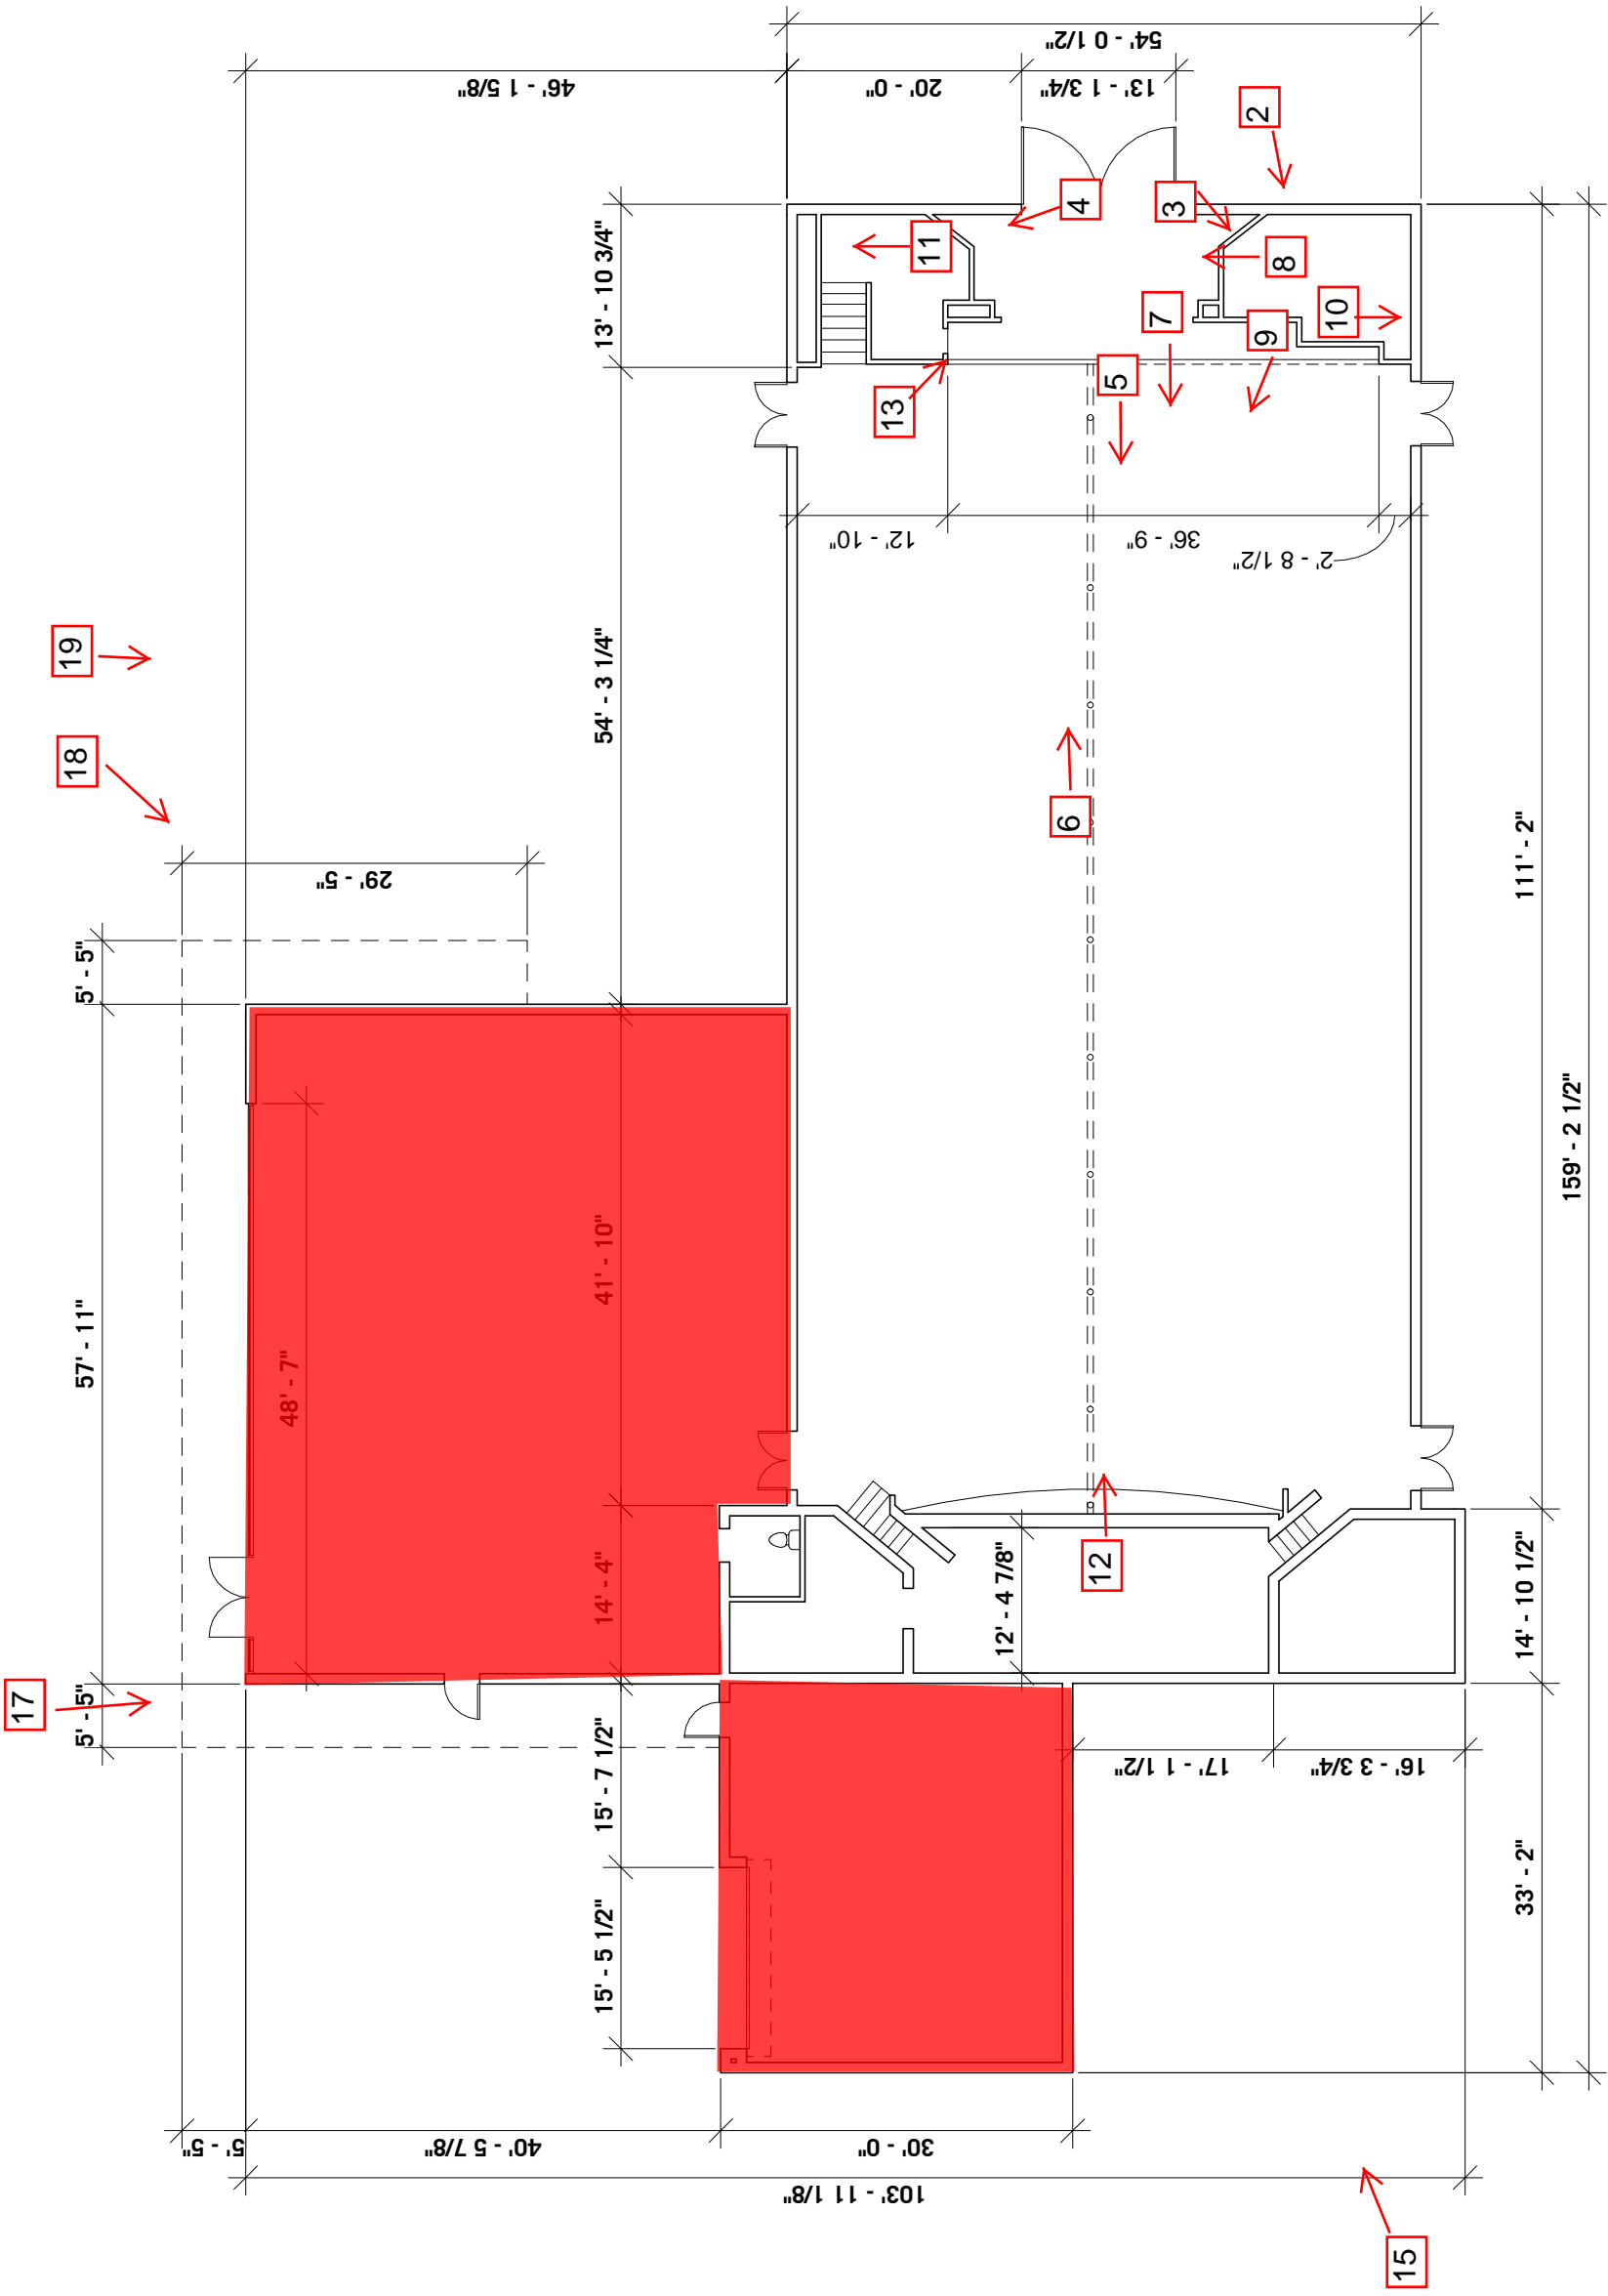 54' - 0 1/2"
46' - 1 5/8"
20' - 0"
13' - 1 3/4"
2
4
3
11
8
13' - 10 3/4"
10
7
9
5
13
12' - 10"
36' - 9"
2' - 8 1/2"
19
54' - 3 1/4"
18
6
29' - 5"
111' - 2"
5' - 5"
159' - 2 1/2"
41' - 10"
57' - 11"
48' - 7"
14' - 4"
12' - 4 7/8"
12
14' - 10 1/2"
17
5' - 5"
15' - 7 1/2"
17' - 1 1/2"
16' - 3 3/4"
15' - 5 1/2"
33' - 2"
5' - 5"
40' - 5 7/8"
30' - 0"
103' - 11 1/8"
15